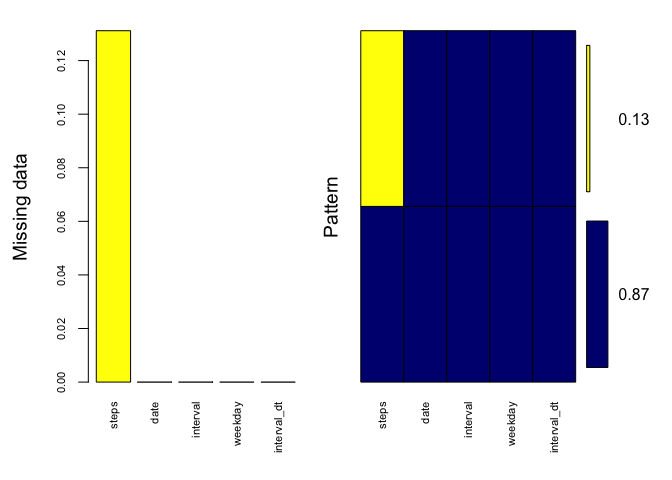 Missing data
0.12
0.10
0.08
0.06
0.04
0.02
0.00
steps
date
interval
weekday
interval_dt
Pattern
steps
date
interval
weekday
interval_dt
0.13
0.87